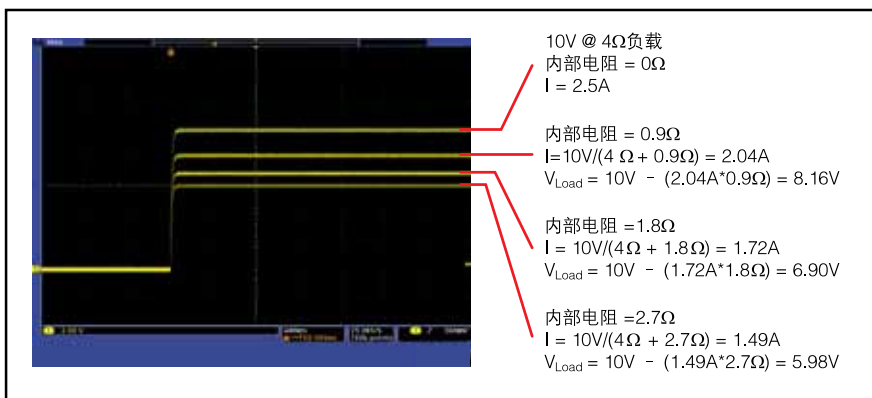 10V @ 4Ω负载
内部电阻 = 0Ω
I = 2.5A
内部电阻 = 0.9Ω
I=10V/(4 Ω + 0.9Ω) = 2.04A
V_Load = 10V - (2.04A*0.9Ω) = 8.16V
内部电阻 =1.8Ω
I = 10V/(4Ω + 1.8Ω) = 1.72A
V_Load = 10V - (1.72A*1.8Ω) = 6.90V
内部电阻 =2.7Ω
I = 10V/(4Ω + 2.7Ω) = 1.49A
V_Load = 10V - (1.49A*2.7Ω) = 5.98V